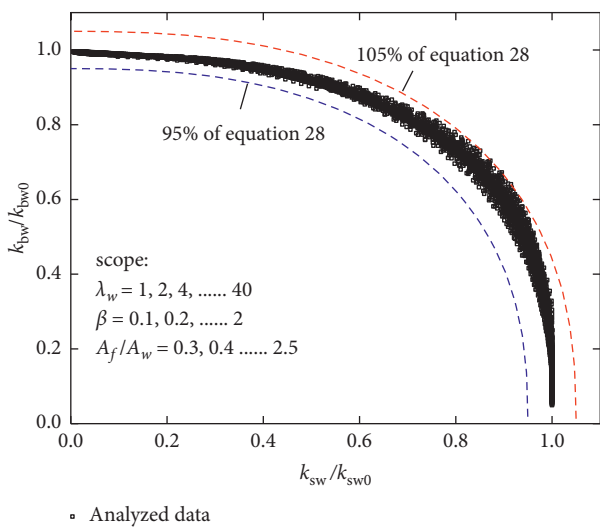 1.0
0.8
0.6
0.4
0.2
0.0
k_bw/k_bw0
105% of equation 28
95% of equation 28
scope:
λ_w = 1, 2, 4, ...... 40
β = 0.1, 0.2, ...... 2
A_f/A_w = 0.3, 0.4 ...... 2.5
0.0 0.2 0.4 0.6 0.8 1.0
k_sw/k_sw0
Analyzed data